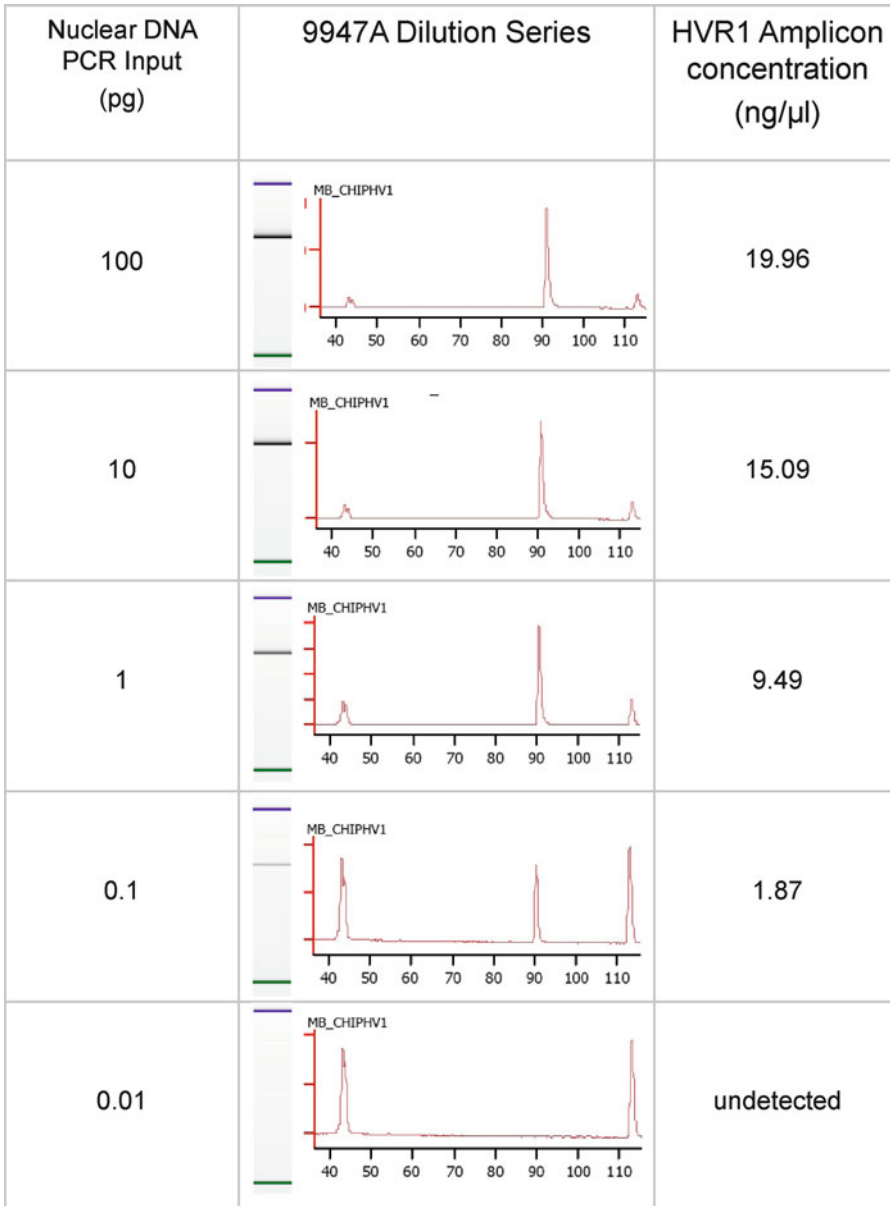 Nuclear DNA
PCR Input
(pg)
9947A Dilution Series
HVR1 Amplicon
concentration
(ng/µl)
100
MB_CHIPHV1
40 50 60 70 80 90 100 110
19.96
10
MB_CHIPHV1
40 50 60 70 80 90 100 110
15.09
1
MB_CHIPHV1
40 50 60 70 80 90 100 110
9.49
0.1
MB_CHIPHV1
40 50 60 70 80 90 100 110
1.87
0.01
MB_CHIPHV1
40 50 60 70 80 90 100 110
undetected